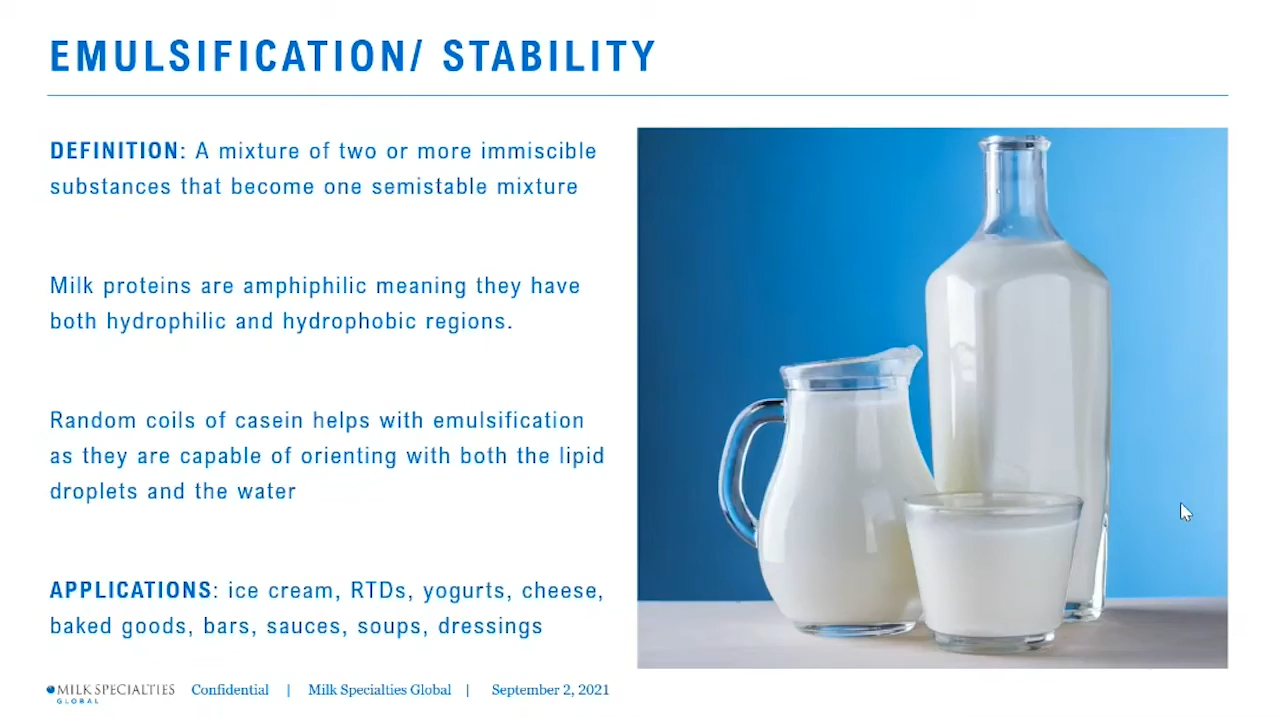 EMULSIFICATION/ STABILITY
DEFINITION: A mixture of two or more immiscible
substances that become one semistable mixture
Milk proteins are amphiphilic meaning they have
both hydrophilic and hydrophobic regions.
Random coils of casein helps with emulsification
as they are capable of orienting with both the lipid
droplets and the water
APPLICATIONS: ice cream, RTDs, yogurts, cheese,
baked goods, bars, sauces, soups, dressings
MILK SPECIALTIES
GLOBAL
Confidential | Milk Specialties Global | September 2, 2021